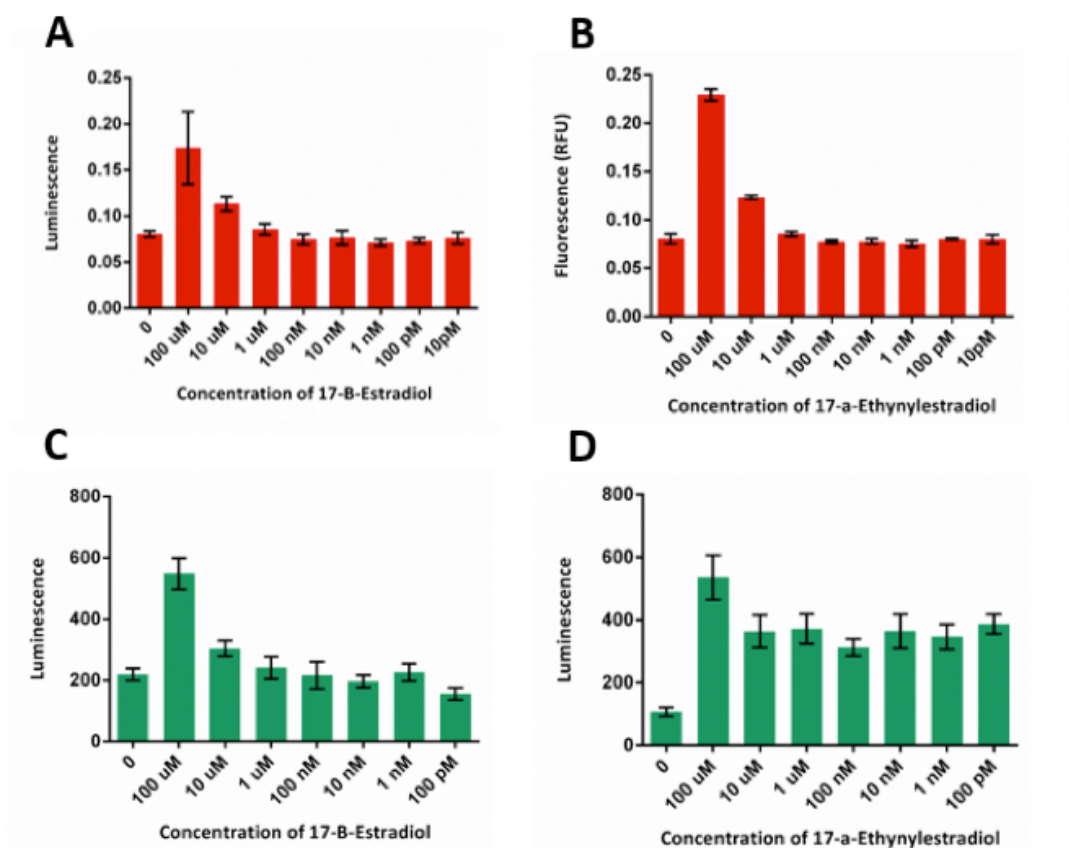 A
0.25
0.20
0.15
0.10
0.05
0.00
Luminescence
0
100 uM
10 uM
1 uM
100 nM
10 nM
1 nM
100 pM
10pM
Concentration of 17-B-Estradiol
B
0.25
0.20
0.15
0.10
0.05
0.00
Fluorescence (RFU)
0
100 uM
10 uM
1 uM
100 nM
10 nM
1 nM
100 pM
10pM
Concentration of 17-a-Ethynylestradiol
C
800
600
400
200
0
Luminescence
0
100 uM
10 uM
1 uM
100 nM
10 nM
1 nM
100 pM
Concentration of 17-B-Estradiol
D
800
600
400
200
0
Luminescence
0
100 uM
10 uM
1 uM
100 nM
10 nM
1 nM
100 pM
Concentration of 17-a-Ethynylestradiol